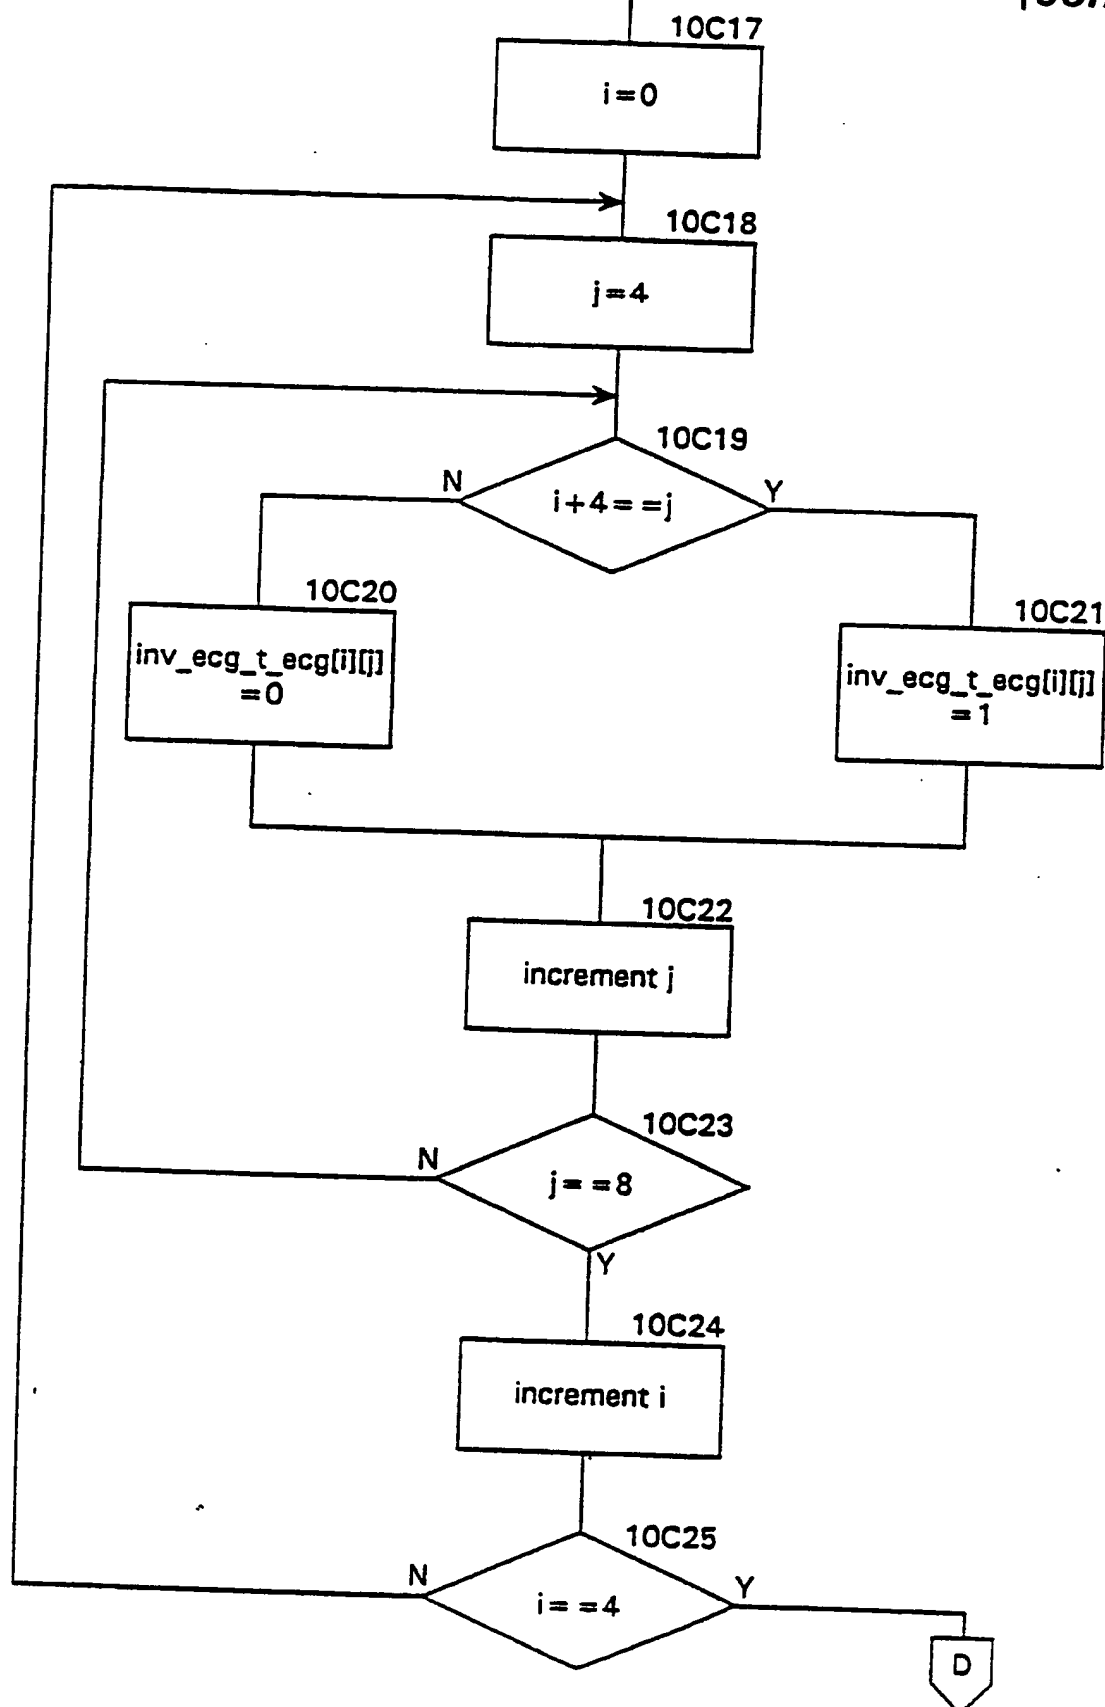 10C17
i=0
10C18
j=4
10C19
N
i+4==j
Y
10C20
inv_ecg_t_ecg[i][j]
=0
10C21
inv_ecg_t_ecg[i][j]
=1
10C22
increment j
10C23
N
j==8
Y
10C24
increment i
10C25
N
i==4
Y
D